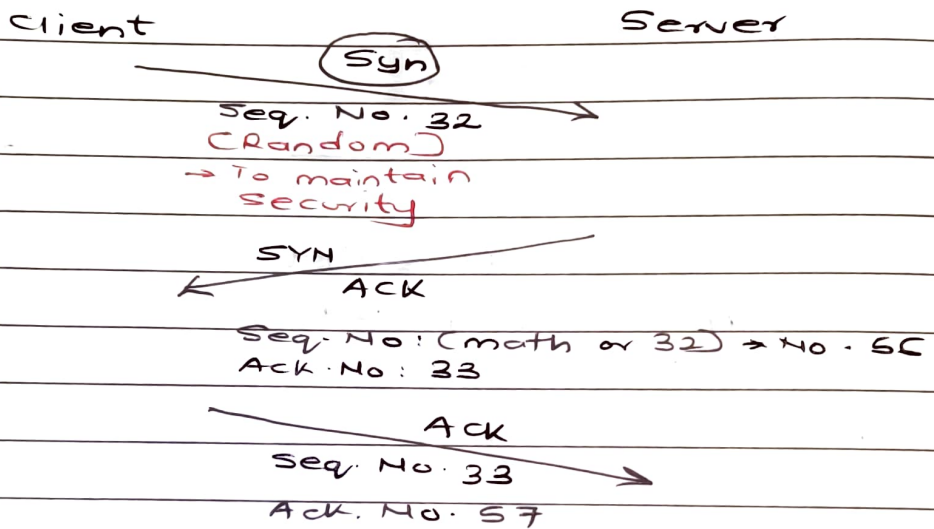 Client Server
Syn
Seq. No. 32
(Random)
→ To maintain
security
SYN
ACK
Seq. No: (math or 32) → No. 56
Ack. No: 33
ACK
Seq. No. 33
Ack. No. 57